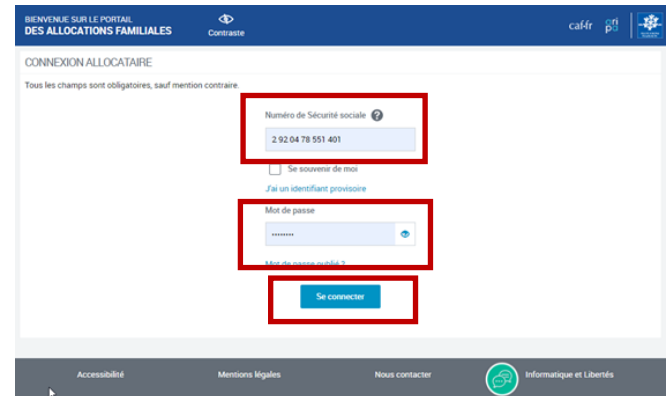 BIENVENUE SUR LE PORTAIL
DES ALLOCATIONS FAMILIALES
Contraste
caf·fr
CONNEXION ALLOCATAIRE
Tous les champs sont obligatoires, sauf mention contraire.
Numéro de Sécurité sociale ?
2 92 04 78 551 401
Se souvenir de moi
J'ai un identifiant provisoire
Mot de passe
••••••••
Mot de passe oublié ?
Se connecter
Accessibilité
Mentions légales
Nous contacter
Informatique et Libertés